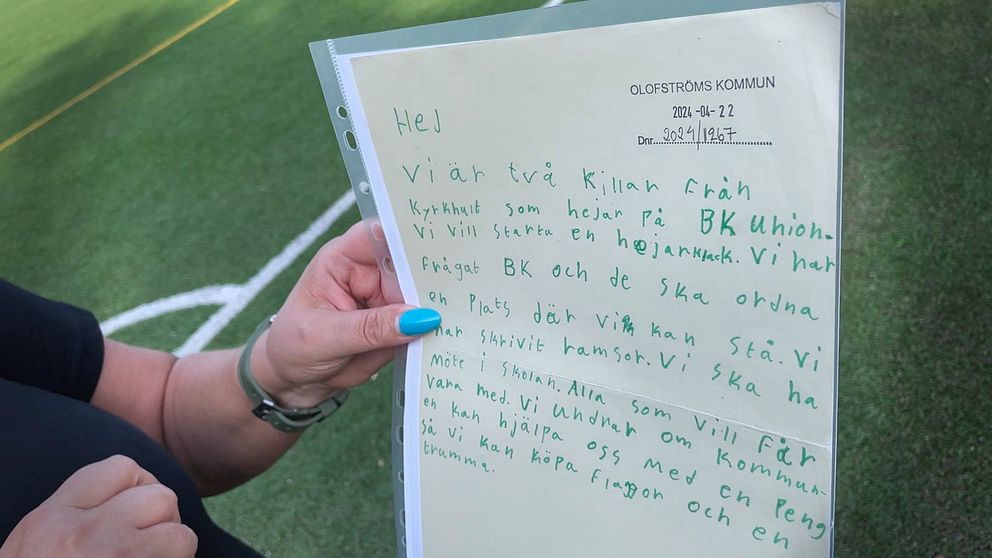 OLOFSTRÖMS KOMMUN
2024 -04- 22
Dnr. 2024/1267
Hej
Vi är två killar från
Kyrkhult som hejar på BK Union.
Vi vill starta en hejarklack. Vi har
frågat BK och de ska ordna
en plats där vi kan stå. Vi
har skrivit ramsor. Vi ska ha
möte i skolan. Alla som vill får
vara med. Vi undrar om kommun-
en kan hjälpa oss med en peng
så vi kan köpa flaggor och en
trumma.